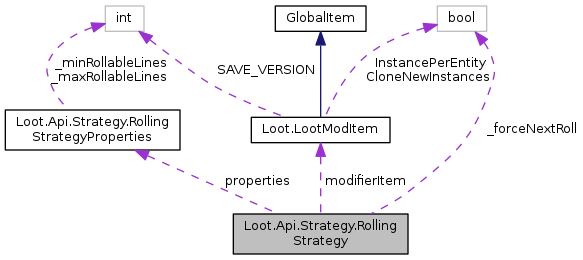 int
GlobalItem
bool
_minRollableLines
_maxRollableLines
SAVE_VERSION
InstancePerEntity
CloneNewInstances
Loot.Api.Strategy.Rolling
StrategyProperties
Loot.LootModItem
_forceNextRoll
properties
modifierItem
Loot.Api.Strategy.Rolling
Strategy